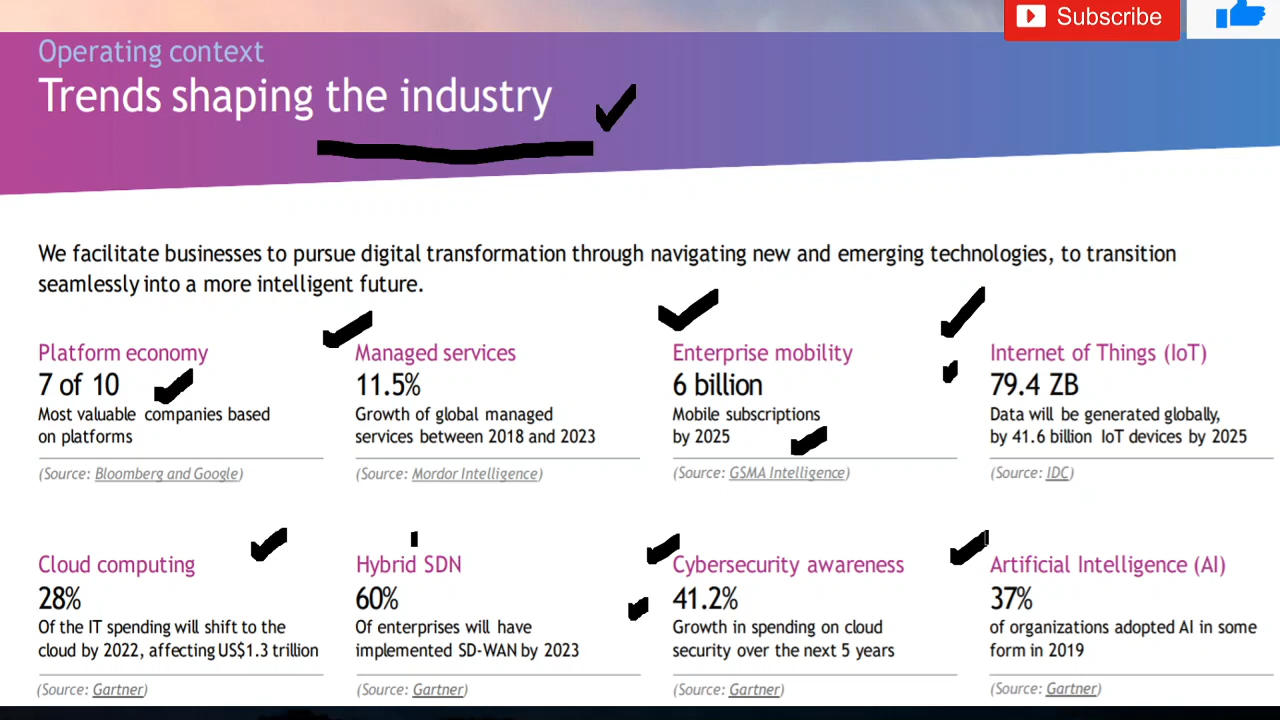 Subscribe
Operating context
Trends shaping the industry
We facilitate businesses to pursue digital transformation through navigating new and emerging technologies, to transition
seamlessly into a more intelligent future.
Platform economy
7 of 10
Most valuable companies based
on platforms
(Source: Bloomberg and Google)
Managed services
11.5%
Growth of global managed
services between 2018 and 2023
(Source: Mordor Intelligence)
Enterprise mobility
6 billion
Mobile subscriptions
by 2025
(Source: GSMA Intelligence)
Internet of Things (IoT)
79.4 ZB
Data will be generated globally,
by 41.6 billion IoT devices by 2025
(Source: IDC)
Cloud computing
28%
Of the IT spending will shift to the
cloud by 2022, affecting US$1.3 trillion
(Source: Gartner)
Hybrid SDN
60%
Of enterprises will have
implemented SD-WAN by 2023
(Source: Gartner)
Cybersecurity awareness
41.2%
Growth in spending on cloud
security over the next 5 years
(Source: Gartner)
Artificial Intelligence (AI)
37%
of organizations adopted AI in some
form in 2019
(Source: Gartner)